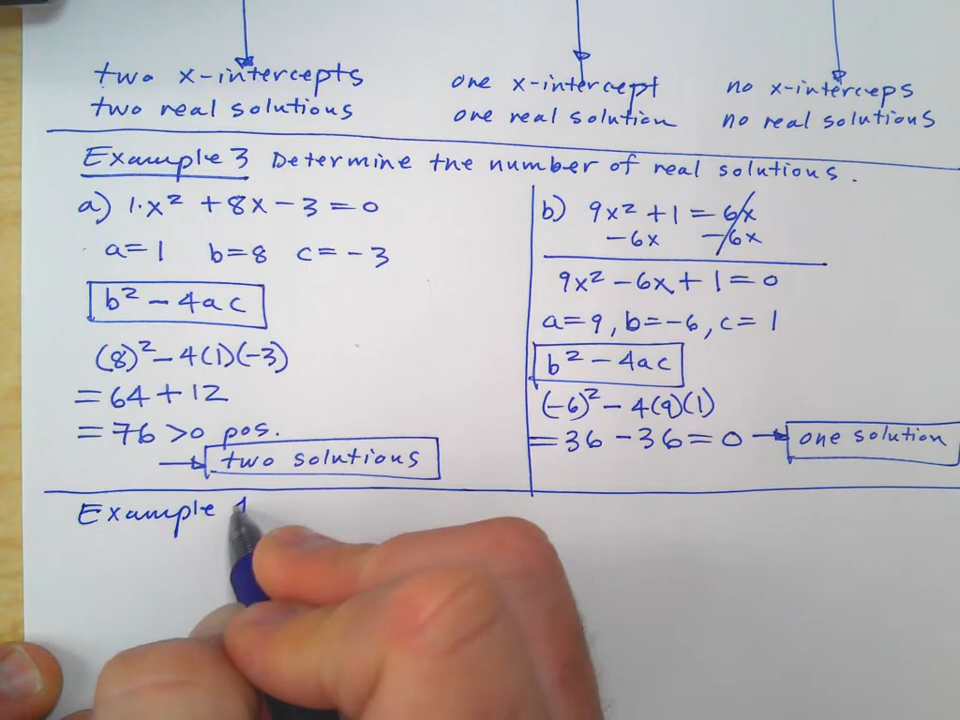 two x-intercepts
two real solutions
one x-intercept
one real solution
no x-interceps
no real solutions
Example 3 Determine the number of real solutions.
a) 1·x² + 8x - 3 = 0
a=1 b=8 c=-3
b² - 4ac
(8)² - 4(1)(-3)
= 64 + 12
= 76 >0 pos.
→ two solutions
b) 9x² + 1 = 6x
-6x -6x
9x² - 6x + 1 = 0
a=9, b=-6, c=1
b² - 4ac
(-6)² - 4(9)(1)
= 36 - 36 = 0 → one solution
Example